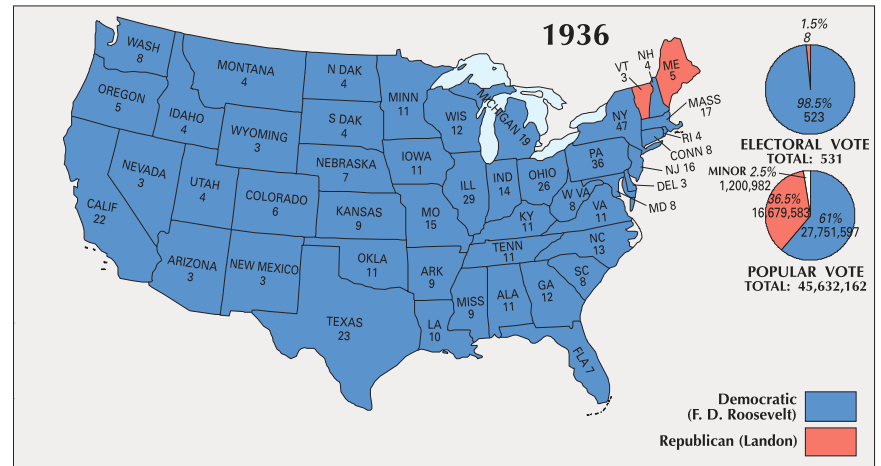 1936
WASH
8
OREGON
5
CALIF
22
NEVADA
3
IDAHO
4
MONTANA
4
WYOMING
3
UTAH
4
ARIZONA
3
COLORADO
6
NEW MEXICO
3
N DAK
4
S DAK
4
NEBRASKA
7
KANSAS
9
OKLA
11
TEXAS
23
MINN
11
IOWA
11
MO
15
ARK
9
LA
10
WIS
12
ILL
29
MICHIGAN 19
IND
14
OHIO
26
KY
11
TENN
11
MISS
9
ALA
11
GA
12
FLA 7
SC
8
NC
13
VA
11
W VA
8
PA
36
NY
47
VT
3
NH
4
ME
5
MASS
17
RI 4
CONN 8
NJ 16
DEL 3
MD 8
1.5%
8
98.5%
523
ELECTORAL VOTE
TOTAL: 531
MINOR 2.5%
1,200,982
36.5%
16,679,583
61%
27,751,597
POPULAR VOTE
TOTAL: 45,632,162
Democratic
(F. D. Roosevelt)
Republican (Landon)